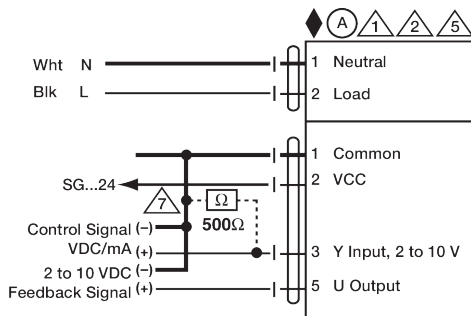 A 1 2 5
Wht N 1 Neutral
Blk L 2 Load
1 Common
SG...24 2 VCC
7 Ω
500Ω
Control Signal (–)
VDC/mA (+) 3 Y Input, 2 to 10 V
2 to 10 VDC (–)
Feedback Signal (+) 5 U Output